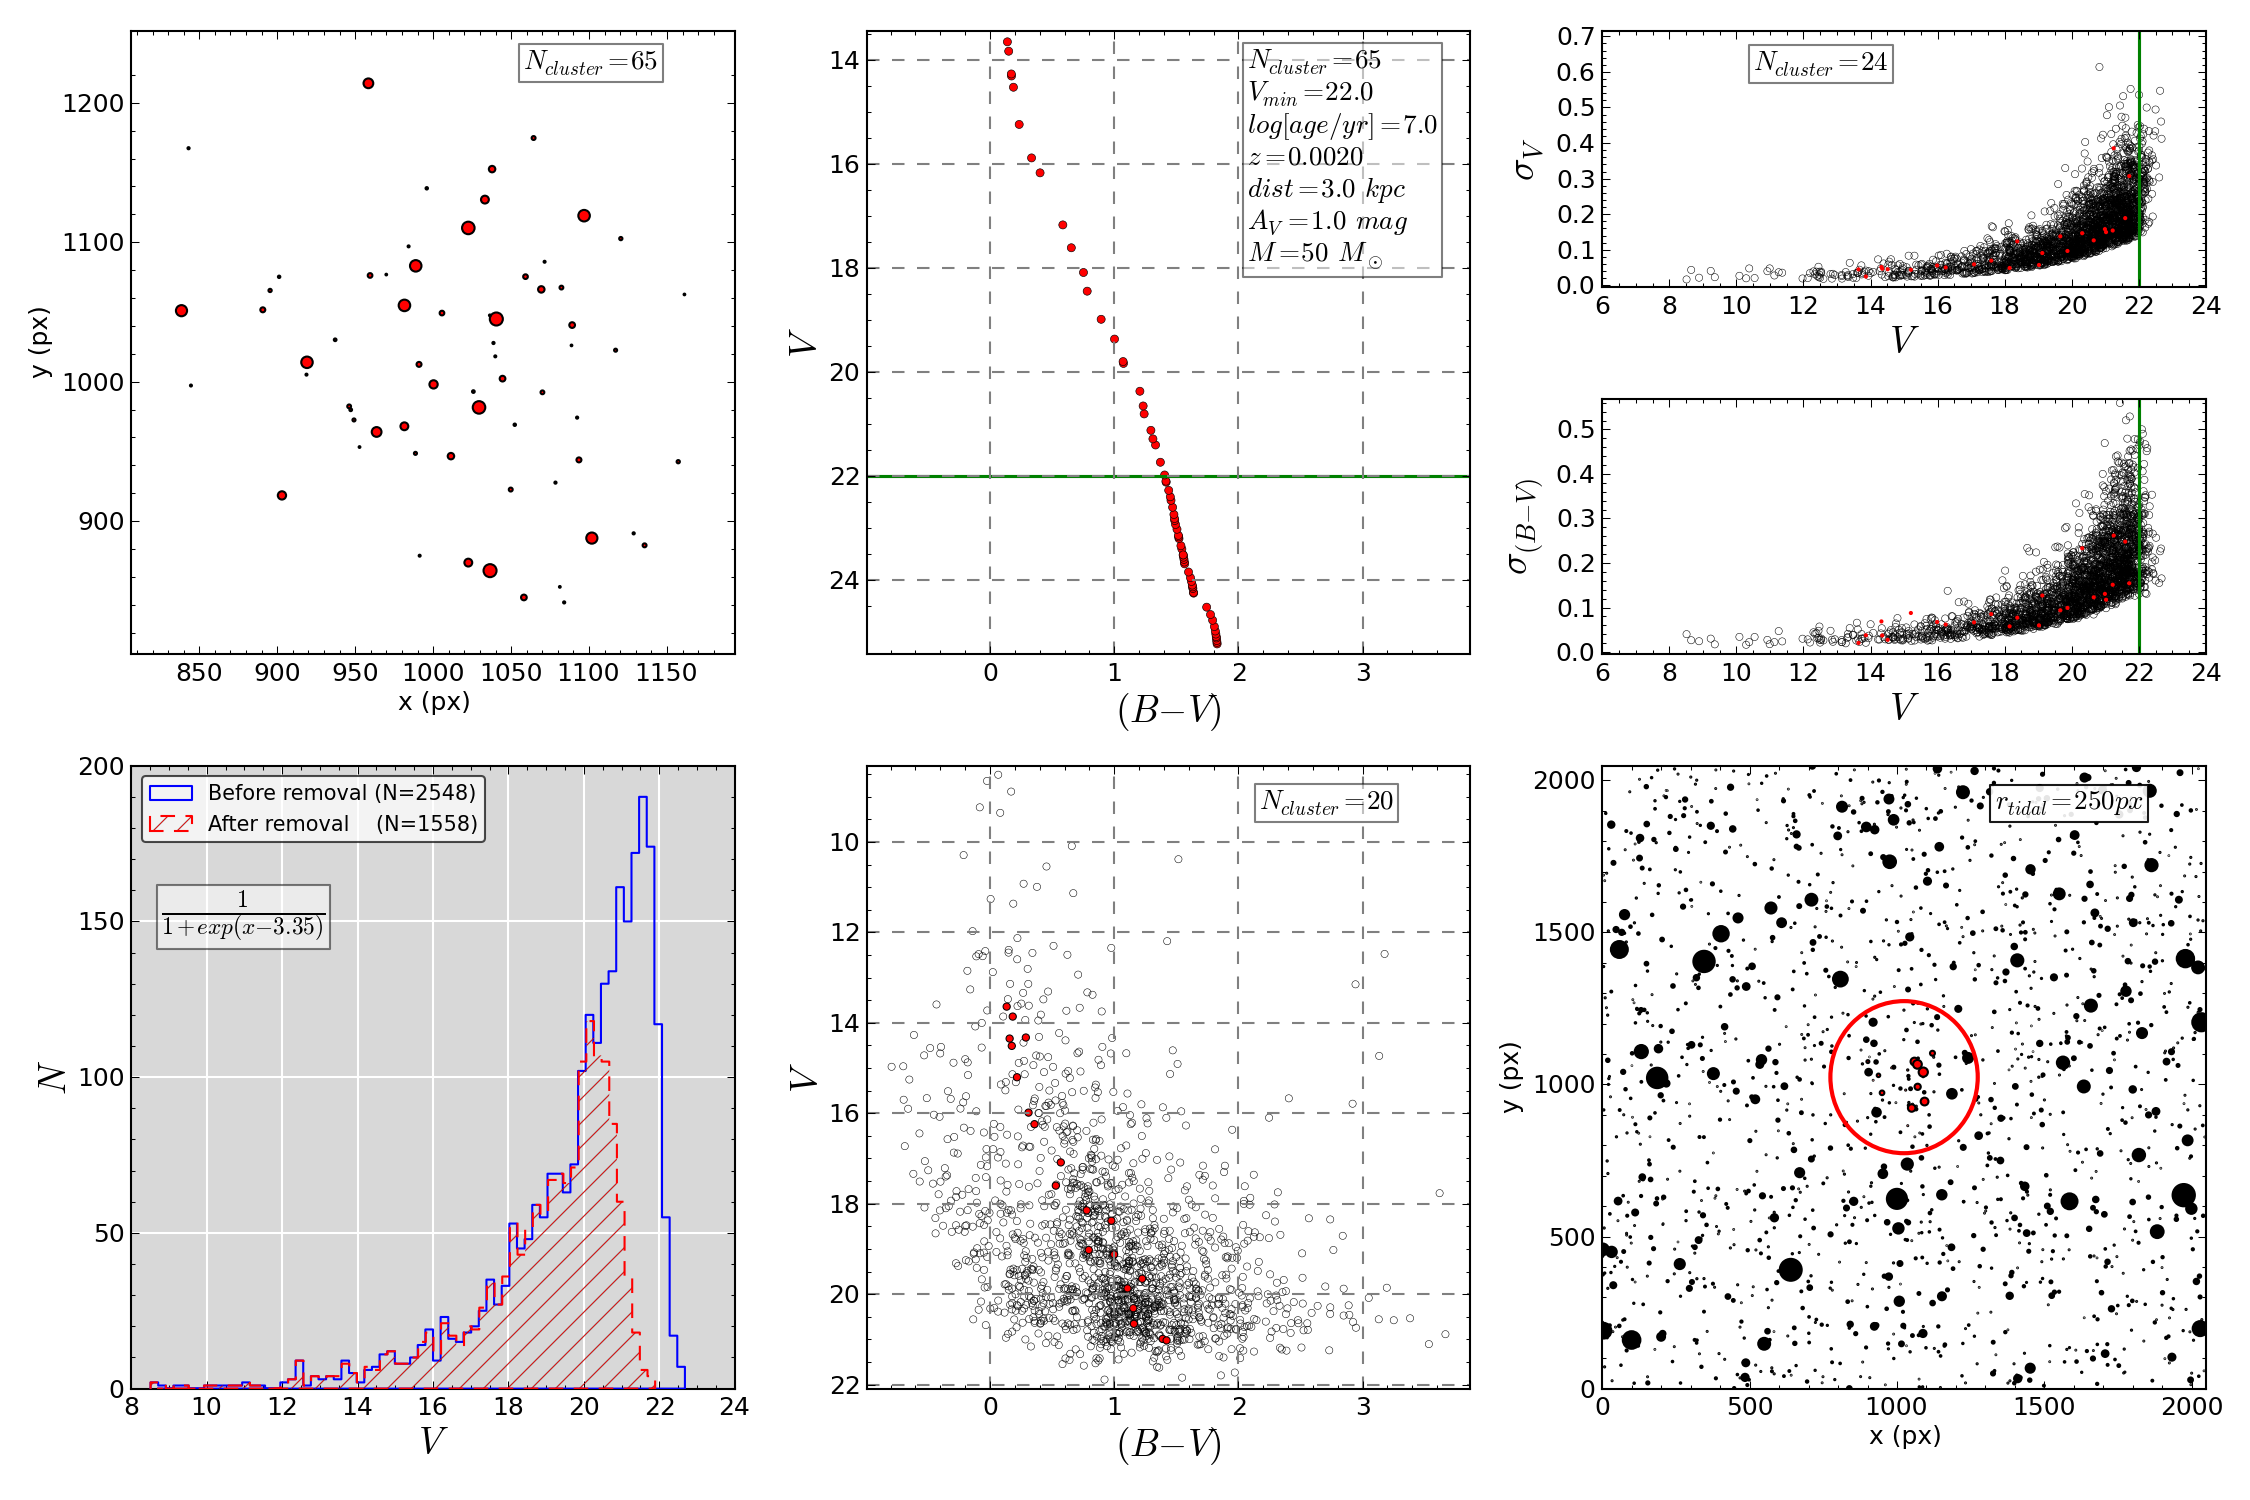 N_cluster=65
1200
1100
1000
900
y (px)
850 900 950 1000 1050 1100 1150
x (px)
N_cluster=65
V_min=22.0
log[age/yr]=7.0
z=0.0020
dist=3.0 kpc
A_V=1.0 mag
M=50 M_⊙
14
16
18
20
22
24
V
0 1 2 3
(B−V)
N_cluster=24
0.7
0.6
0.5
0.4
0.3
0.2
0.1
0.0
σ_V
6 8 10 12 14 16 18 20 22 24
V
0.5
0.4
0.3
0.2
0.1
0.0
σ_(B−V)
6 8 10 12 14 16 18 20 22 24
V
200
150
100
50
0
N
Before removal (N=2548)
After removal (N=1558)
1
1+exp(x−3.35)
8 10 12 14 16 18 20 22 24
V
N_cluster=20
10
12
14
16
18
20
22
V
0 1 2 3
(B−V)
r_tidal=250px
2000
1500
1000
500
0
y (px)
0 500 1000 1500 2000
x (px)